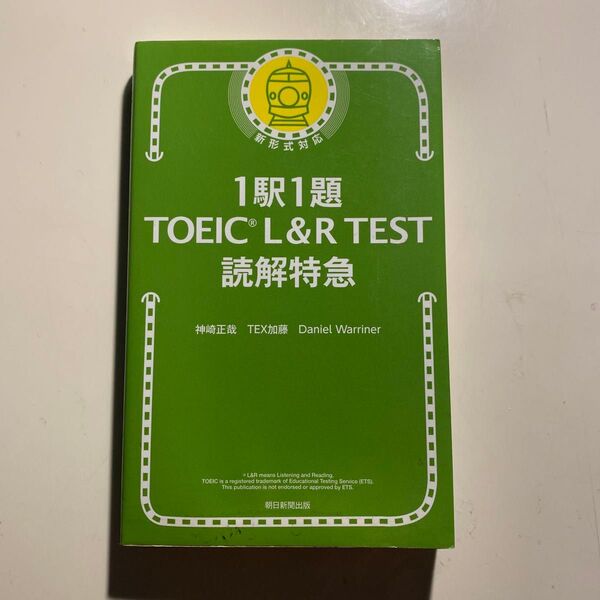 新形式対応
1駅1題
TOEIC® L&R TEST
読解特急
神崎正哉 TEX加藤 Daniel Warriner
* L&R means Listening and Reading.
TOEIC is a registered trademark of Educational Testing Service (ETS).
This publication is not endorsed or approved by ETS.
朝日新聞出版